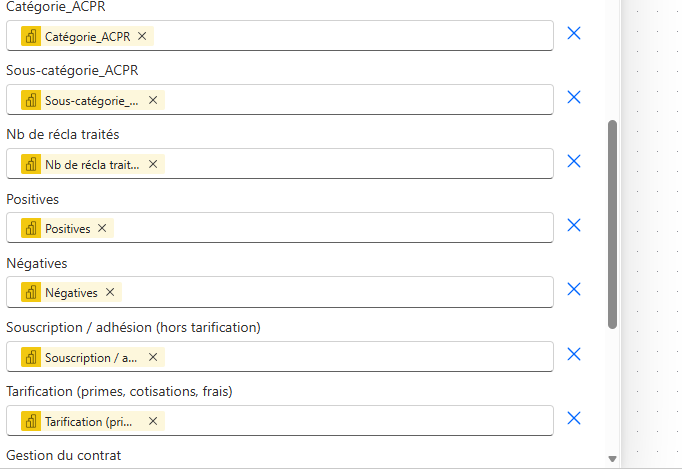 Catégorie_ACPR
Catégorie_ACPR
Sous-catégorie_ACPR
Sous-catégorie_...
Nb de récla traités
Nb de récla trait...
Positives
Positives
Négatives
Négatives
Souscription / adhésion (hors tarification)
Souscription / a...
Tarification (primes, cotisations, frais)
Tarification (pri...
Gestion du contrat